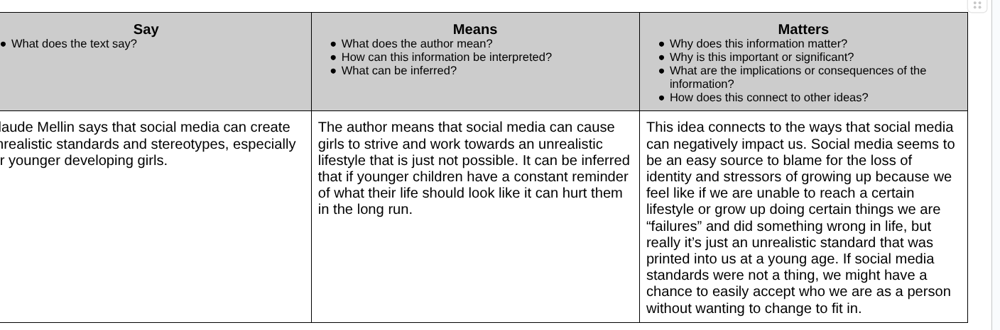 Say
● What does the text say?
Means
● What does the author mean?
● How can this information be interpreted?
● What can be inferred?
Matters
● Why does this information matter?
● Why is this important or significant?
● What are the implications or consequences of the
information?
● How does this connect to other ideas?
laude Mellin says that social media can create
nrealistic standards and stereotypes, especially
r younger developing girls.
The author means that social media can cause
girls to strive and work towards an unrealistic
lifestyle that is just not possible. It can be inferred
that if younger children have a constant reminder
of what their life should look like it can hurt them
in the long run.
This idea connects to the ways that social media
can negatively impact us. Social media seems to
be an easy source to blame for the loss of
identity and stressors of growing up because we
feel like if we are unable to reach a certain
lifestyle or grow up doing certain things we are
“failures” and did something wrong in life, but
really it’s just an unrealistic standard that was
printed into us at a young age. If social media
standards were not a thing, we might have a
chance to easily accept who we are as a person
without wanting to change to fit in.